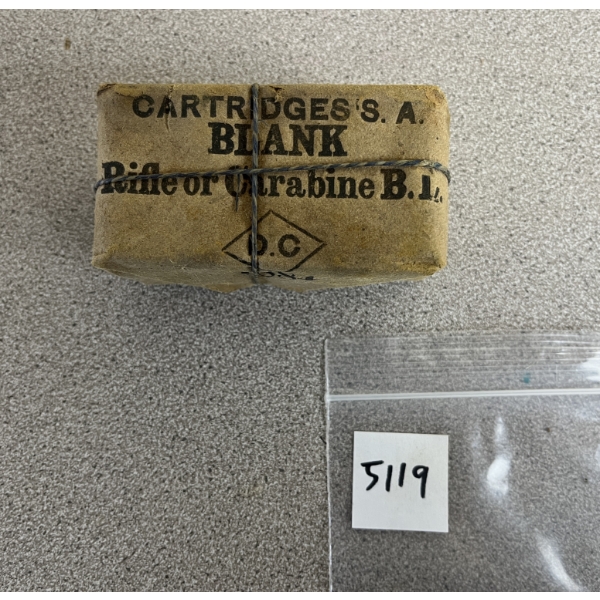 CARTRIDGES S. A.
BLANK
Rifle or Carabine B. L.
D.C
5119